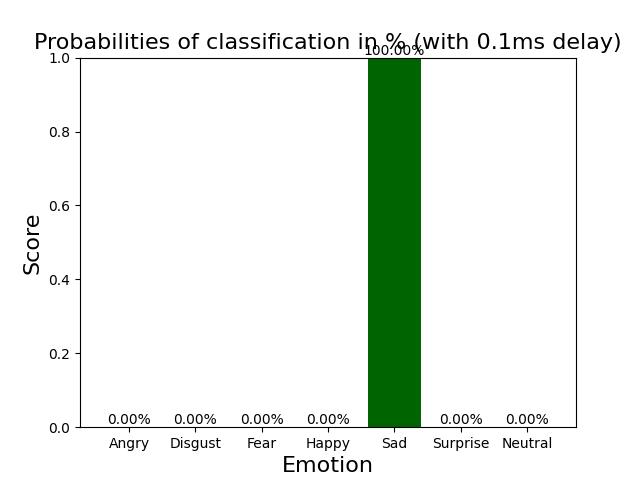 Probabilities of classification in % (with 0.1ms delay)
100.00%
1.0
0.8
0.6
0.4
0.2
0.0
Score
0.00% 0.00% 0.00% 0.00% 0.00% 0.00%
Angry Disgust Fear Happy Sad Surprise Neutral
Emotion